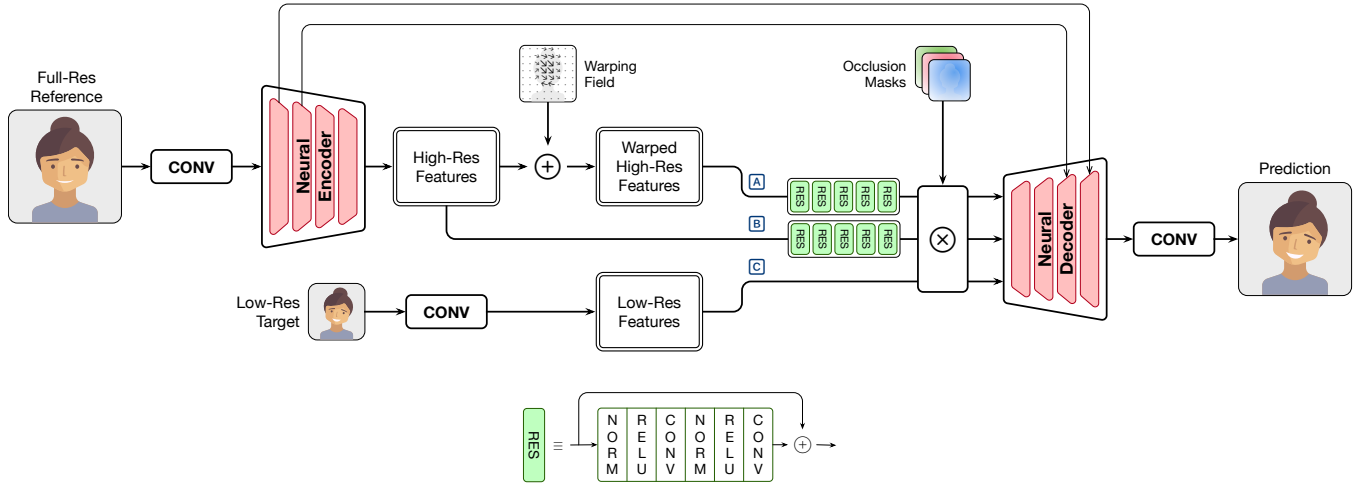 Full-Res
Reference
CONV
Neural
Encoder
High-Res
Features
Warping
Field
+
Warped
High-Res
Features
A
B
C
RES RES RES RES RES
RES RES RES RES RES
Occlusion
Masks
×
Neural
Decoder
CONV
Prediction
Low-Res
Target
CONV
Low-Res
Features
RES
≡
NORM
RELU
CONV
NORM
RELU
CONV
+